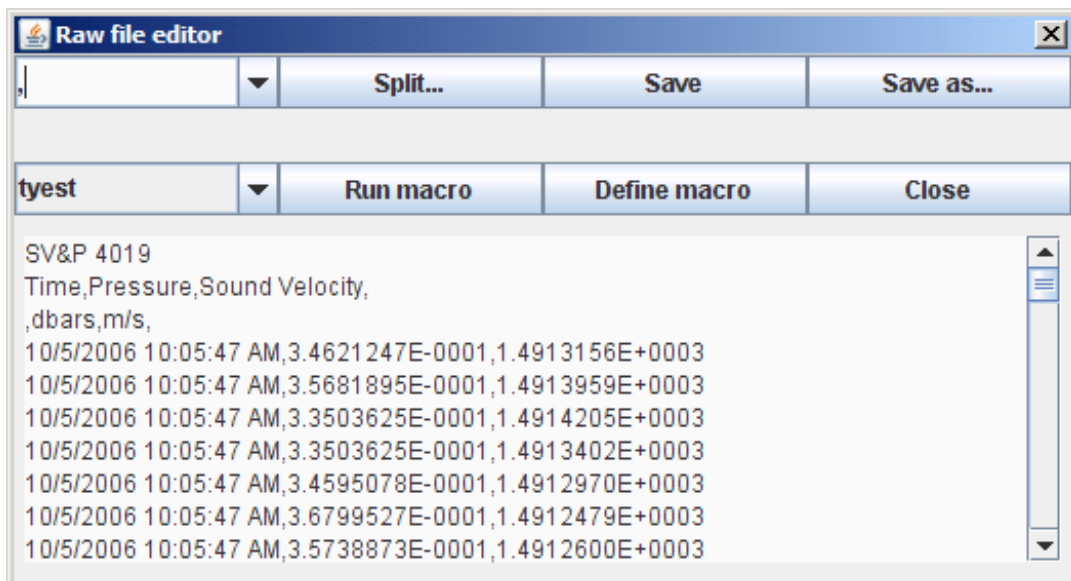 Raw file editor
, Split... Save Save as...
tyest Run macro Define macro Close
SV&P 4019
Time,Pressure,Sound Velocity,
,dbars,m/s,
10/5/2006 10:05:47 AM,3.4621247E-0001,1.4913156E+0003
10/5/2006 10:05:47 AM,3.5681895E-0001,1.4913959E+0003
10/5/2006 10:05:47 AM,3.3503625E-0001,1.4914205E+0003
10/5/2006 10:05:47 AM,3.3503625E-0001,1.4913402E+0003
10/5/2006 10:05:47 AM,3.4595078E-0001,1.4912970E+0003
10/5/2006 10:05:47 AM,3.6799527E-0001,1.4912479E+0003
10/5/2006 10:05:47 AM,3.5738873E-0001,1.4912600E+0003